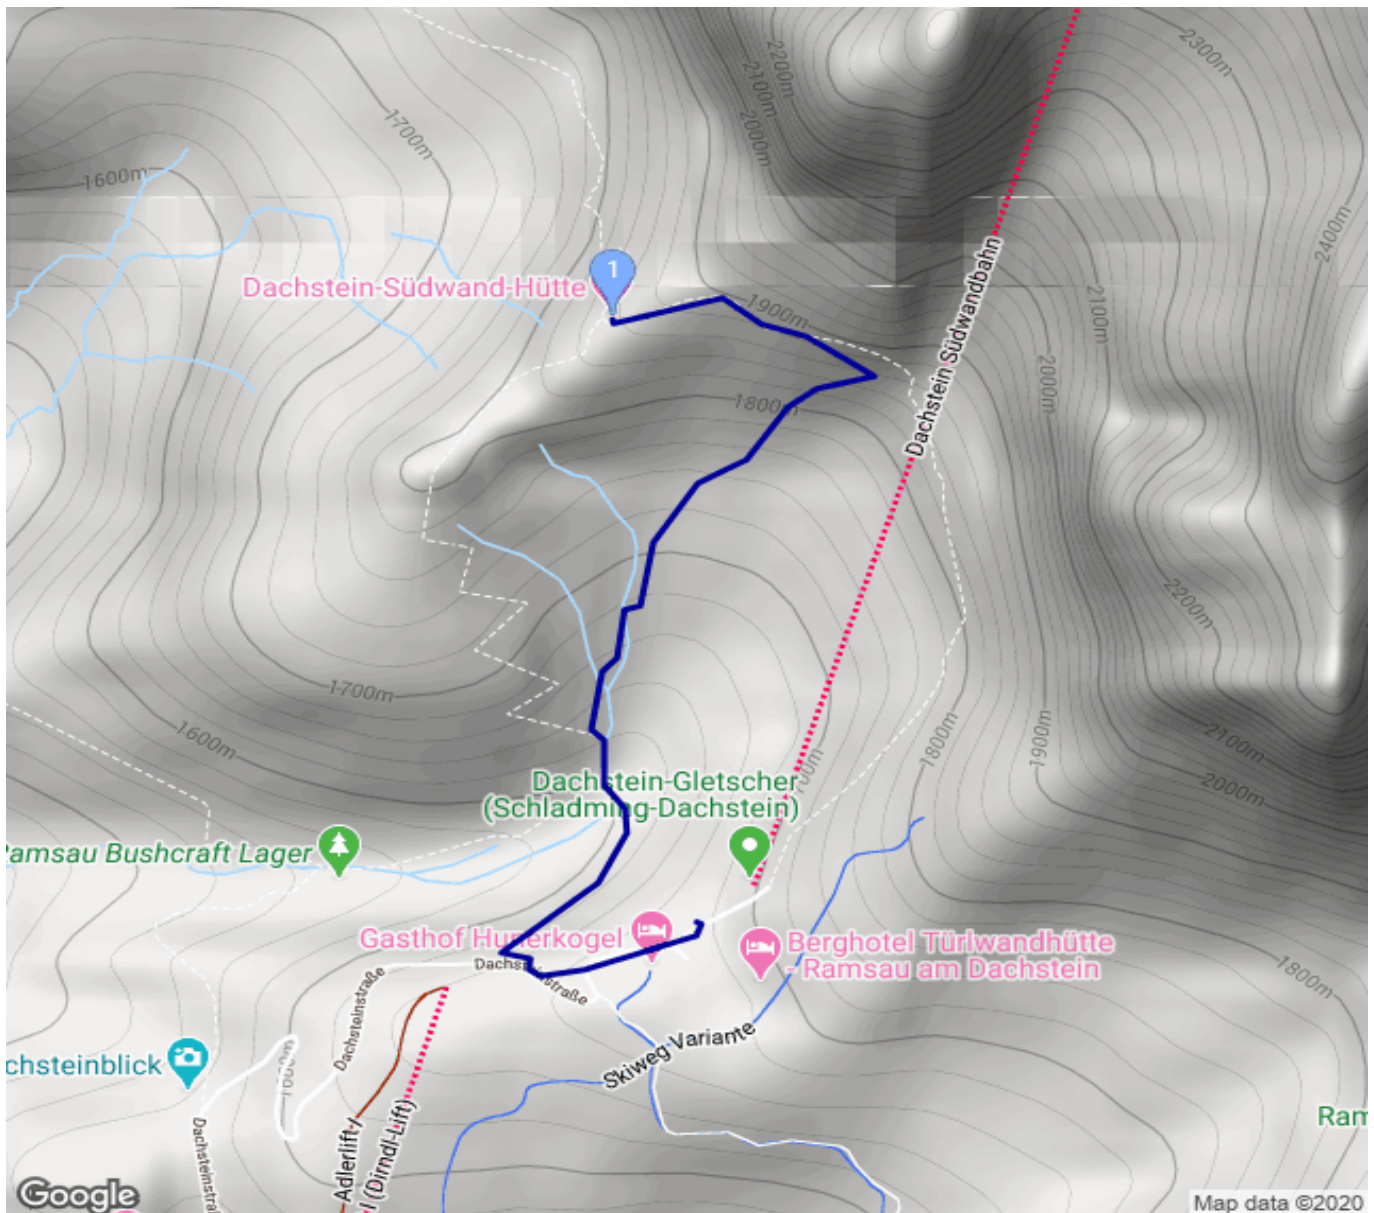 2300m
2200m
2100m
2000m
1700m
1600m
2400m
1
Dachstein-Südwand-Hütte
1900m
2100m
Dachstein Südwandbahn
2000m
1800m
2200m
1700m
1600m
1800m
1900m
2100m
2000m
Dachstein-Gletscher
(Schladming-Dachstein)
Ramsau Bushcraft Lager
Gasthof Hunerkogel
Berghotel Türlwandhütte
- Ramsau am Dachstein
1800m
Dachsteinstraße
chsteinblick
Skiweg Variante
Adlerlift /
l (Dirndl-Lift)
Ram
Google
Map data ©2020